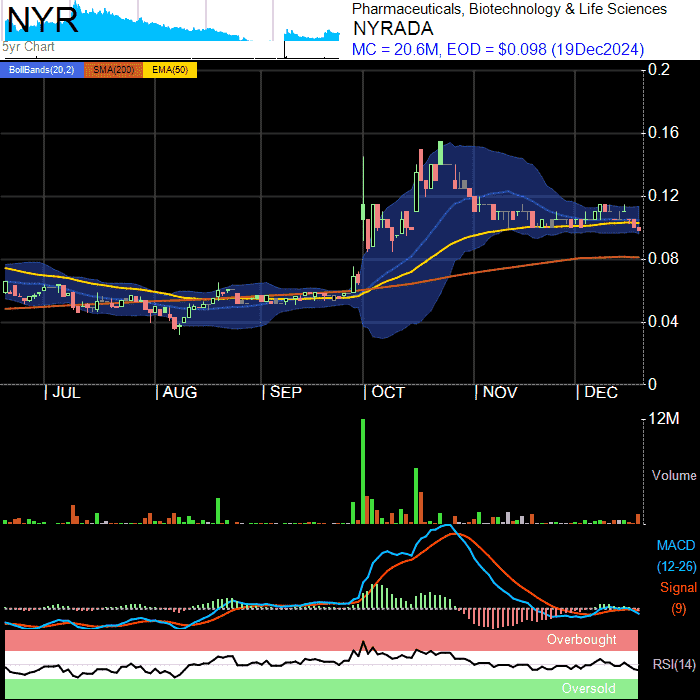 NYR
5yr Chart
Pharmaceuticals, Biotechnology & Life Sciences
NYRADA
MC = 20.6M, EOD = $0.098 (19Dec2024)
BollBands(20,2) SMA(200) EMA(50)
0.2
0.16
0.12
0.08
0.04
0
JUL AUG SEP OCT NOV DEC
12M
Volume
MACD
(12-26)
Signal
(9)
Overbought
RSI(14)
Oversold